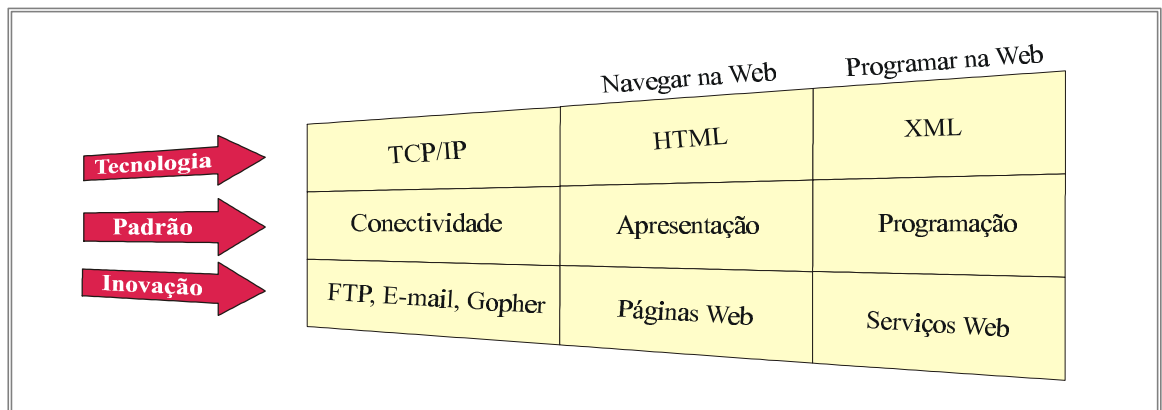 Navegar na Web
Programar na Web
Tecnologia
TCP/IP
HTML
XML
Padrão
Conectividade
Apresentação
Programação
Inovação
FTP, E-mail, Gopher
Páginas Web
Serviços Web